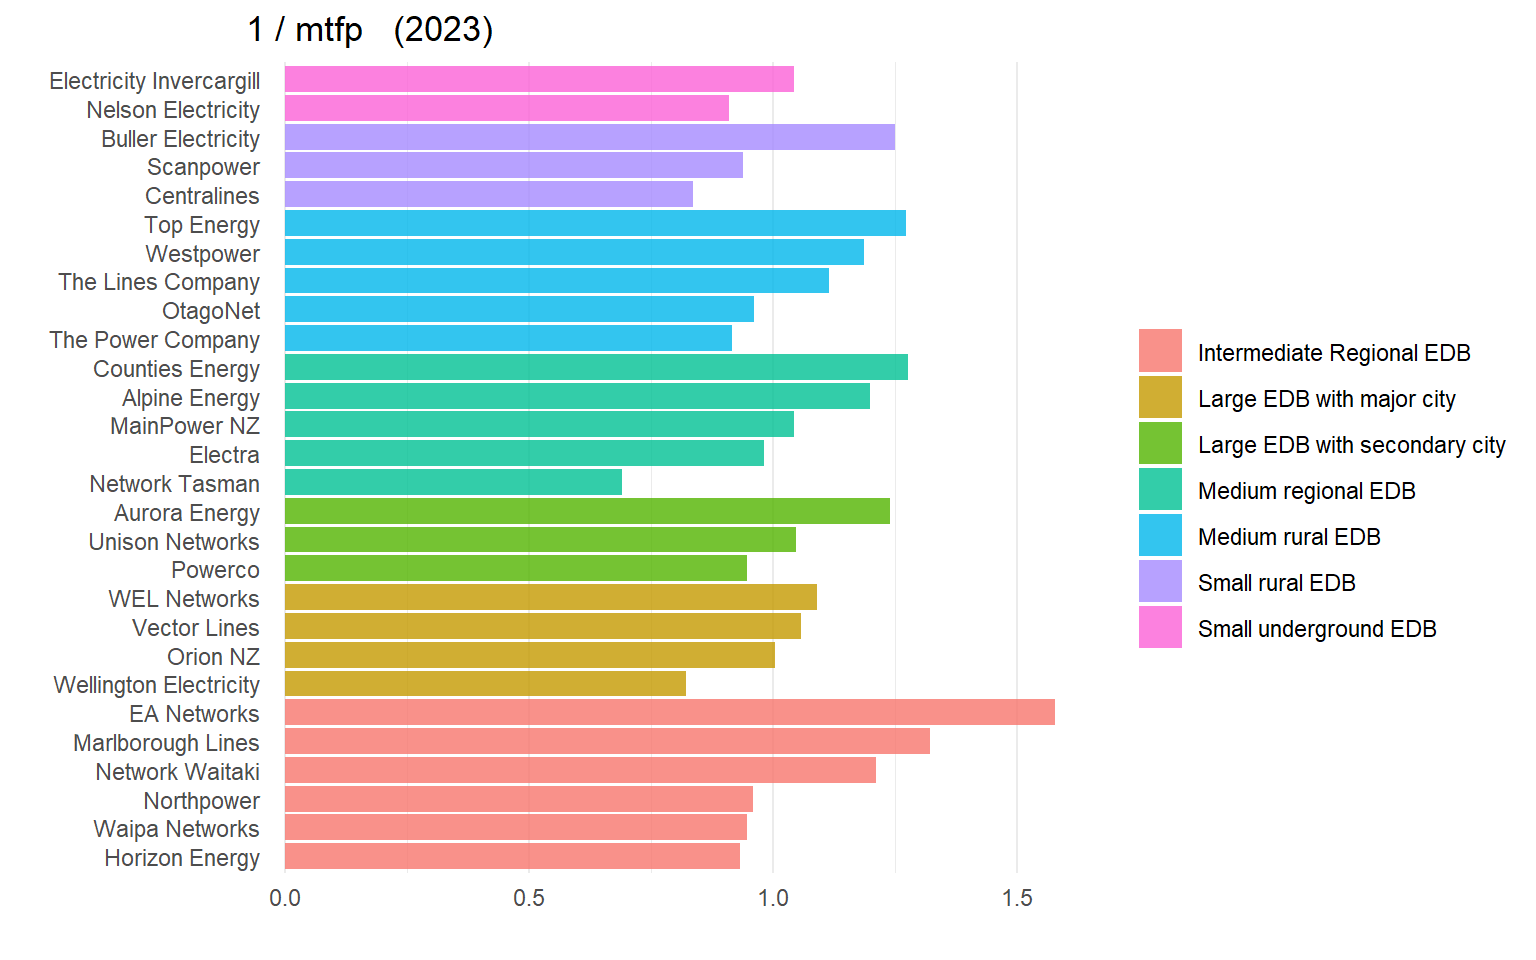 1 / mtfp (2023)
Electricity Invercargill
Nelson Electricity
Buller Electricity
Scanpower
Centralines
Top Energy
Westpower
The Lines Company
OtagoNet
The Power Company
Counties Energy
Alpine Energy
MainPower NZ
Electra
Network Tasman
Aurora Energy
Unison Networks
Powerco
WEL Networks
Vector Lines
Orion NZ
Wellington Electricity
EA Networks
Marlborough Lines
Network Waitaki
Northpower
Waipa Networks
Horizon Energy
0.0 0.5 1.0 1.5
Intermediate Regional EDB
Large EDB with major city
Large EDB with secondary city
Medium regional EDB
Medium rural EDB
Small rural EDB
Small underground EDB